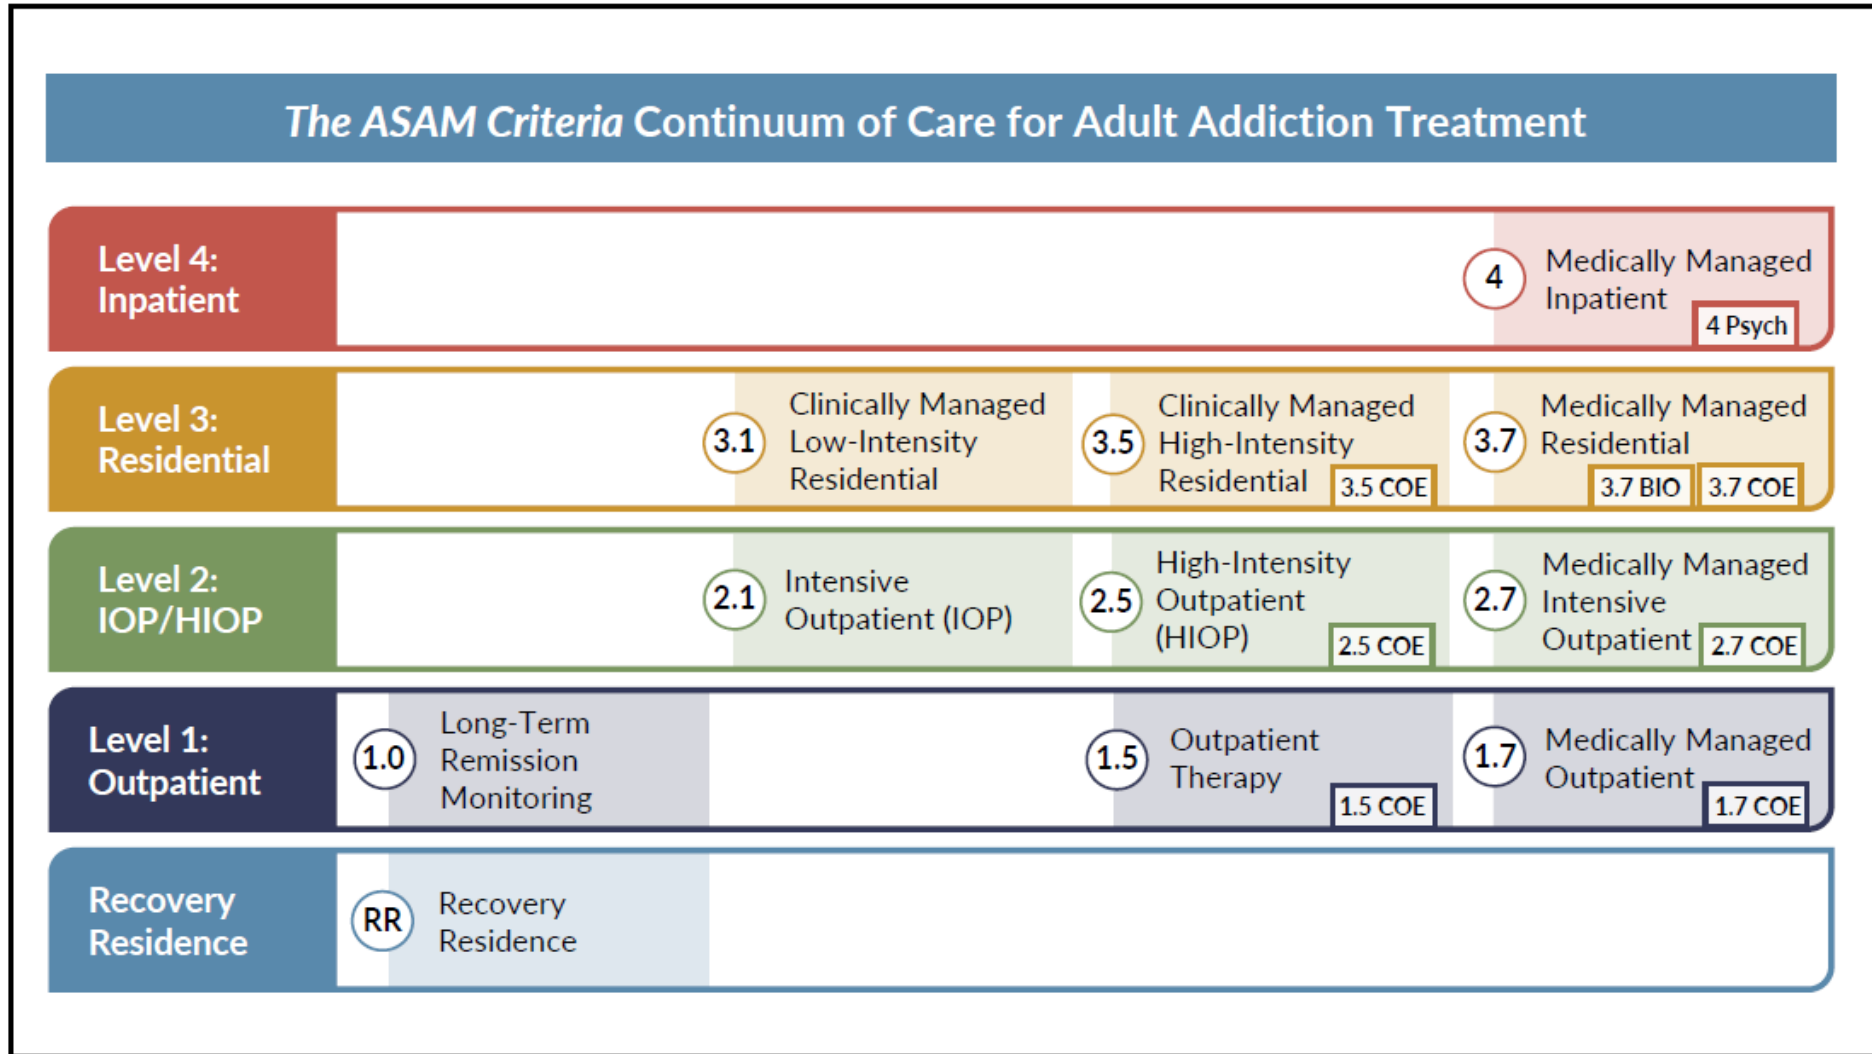 The ASAM Criteria Continuum of Care for Adult Addiction Treatment
Level 4:
Inpatient
4
Medically Managed
Inpatient
4 Psych
Level 3:
Residential
3.1
Clinically Managed
Low-Intensity
Residential
3.5
Clinically Managed
High-Intensity
Residential
3.5 COE
3.7
Medically Managed
Residential
3.7 BIO
3.7 COE
Level 2:
IOP/HIOP
2.1
Intensive
Outpatient (IOP)
2.5
High-Intensity
Outpatient
(HIOP)
2.5 COE
2.7
Medically Managed
Intensive
Outpatient
2.7 COE
Level 1:
Outpatient
1.0
Long-Term
Remission
Monitoring
1.5
Outpatient
Therapy
1.5 COE
1.7
Medically Managed
Outpatient
1.7 COE
Recovery
Residence
RR
Recovery
Residence